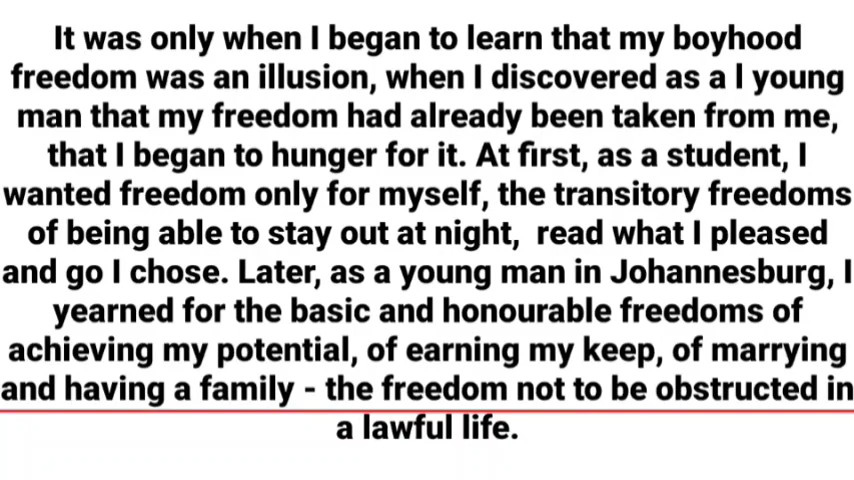 It was only when I began to learn that my boyhood
freedom was an illusion, when I discovered as a l young
man that my freedom had already been taken from me,
that I began to hunger for it. At first, as a student, I
wanted freedom only for myself, the transitory freedoms
of being able to stay out at night,  read what I pleased
and go I chose. Later, as a young man in Johannesburg, I
yearned for the basic and honourable freedoms of
achieving my potential, of earning my keep, of marrying
and having a family - the freedom not to be obstructed in
a lawful life.